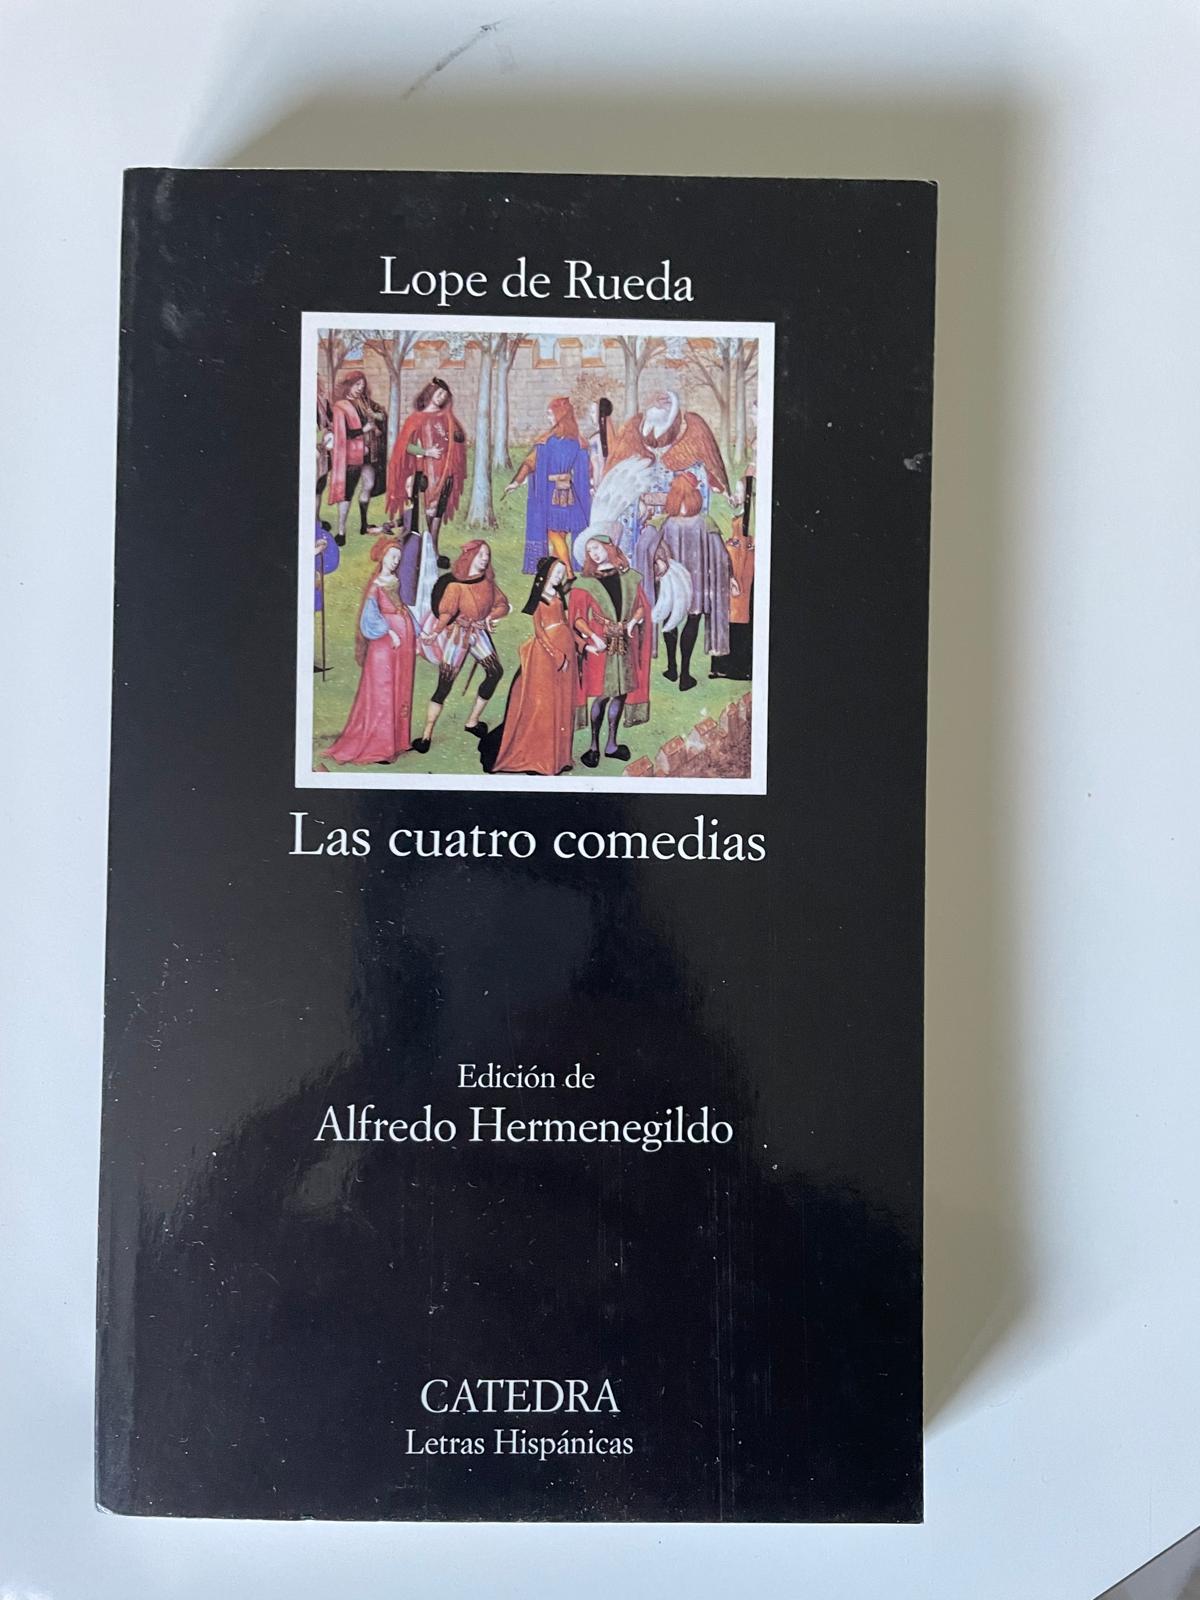 Lope de Rueda
Las cuatro comedias
Edición de
Alfredo Hermenegildo
CATEDRA
Letras Hispánicas